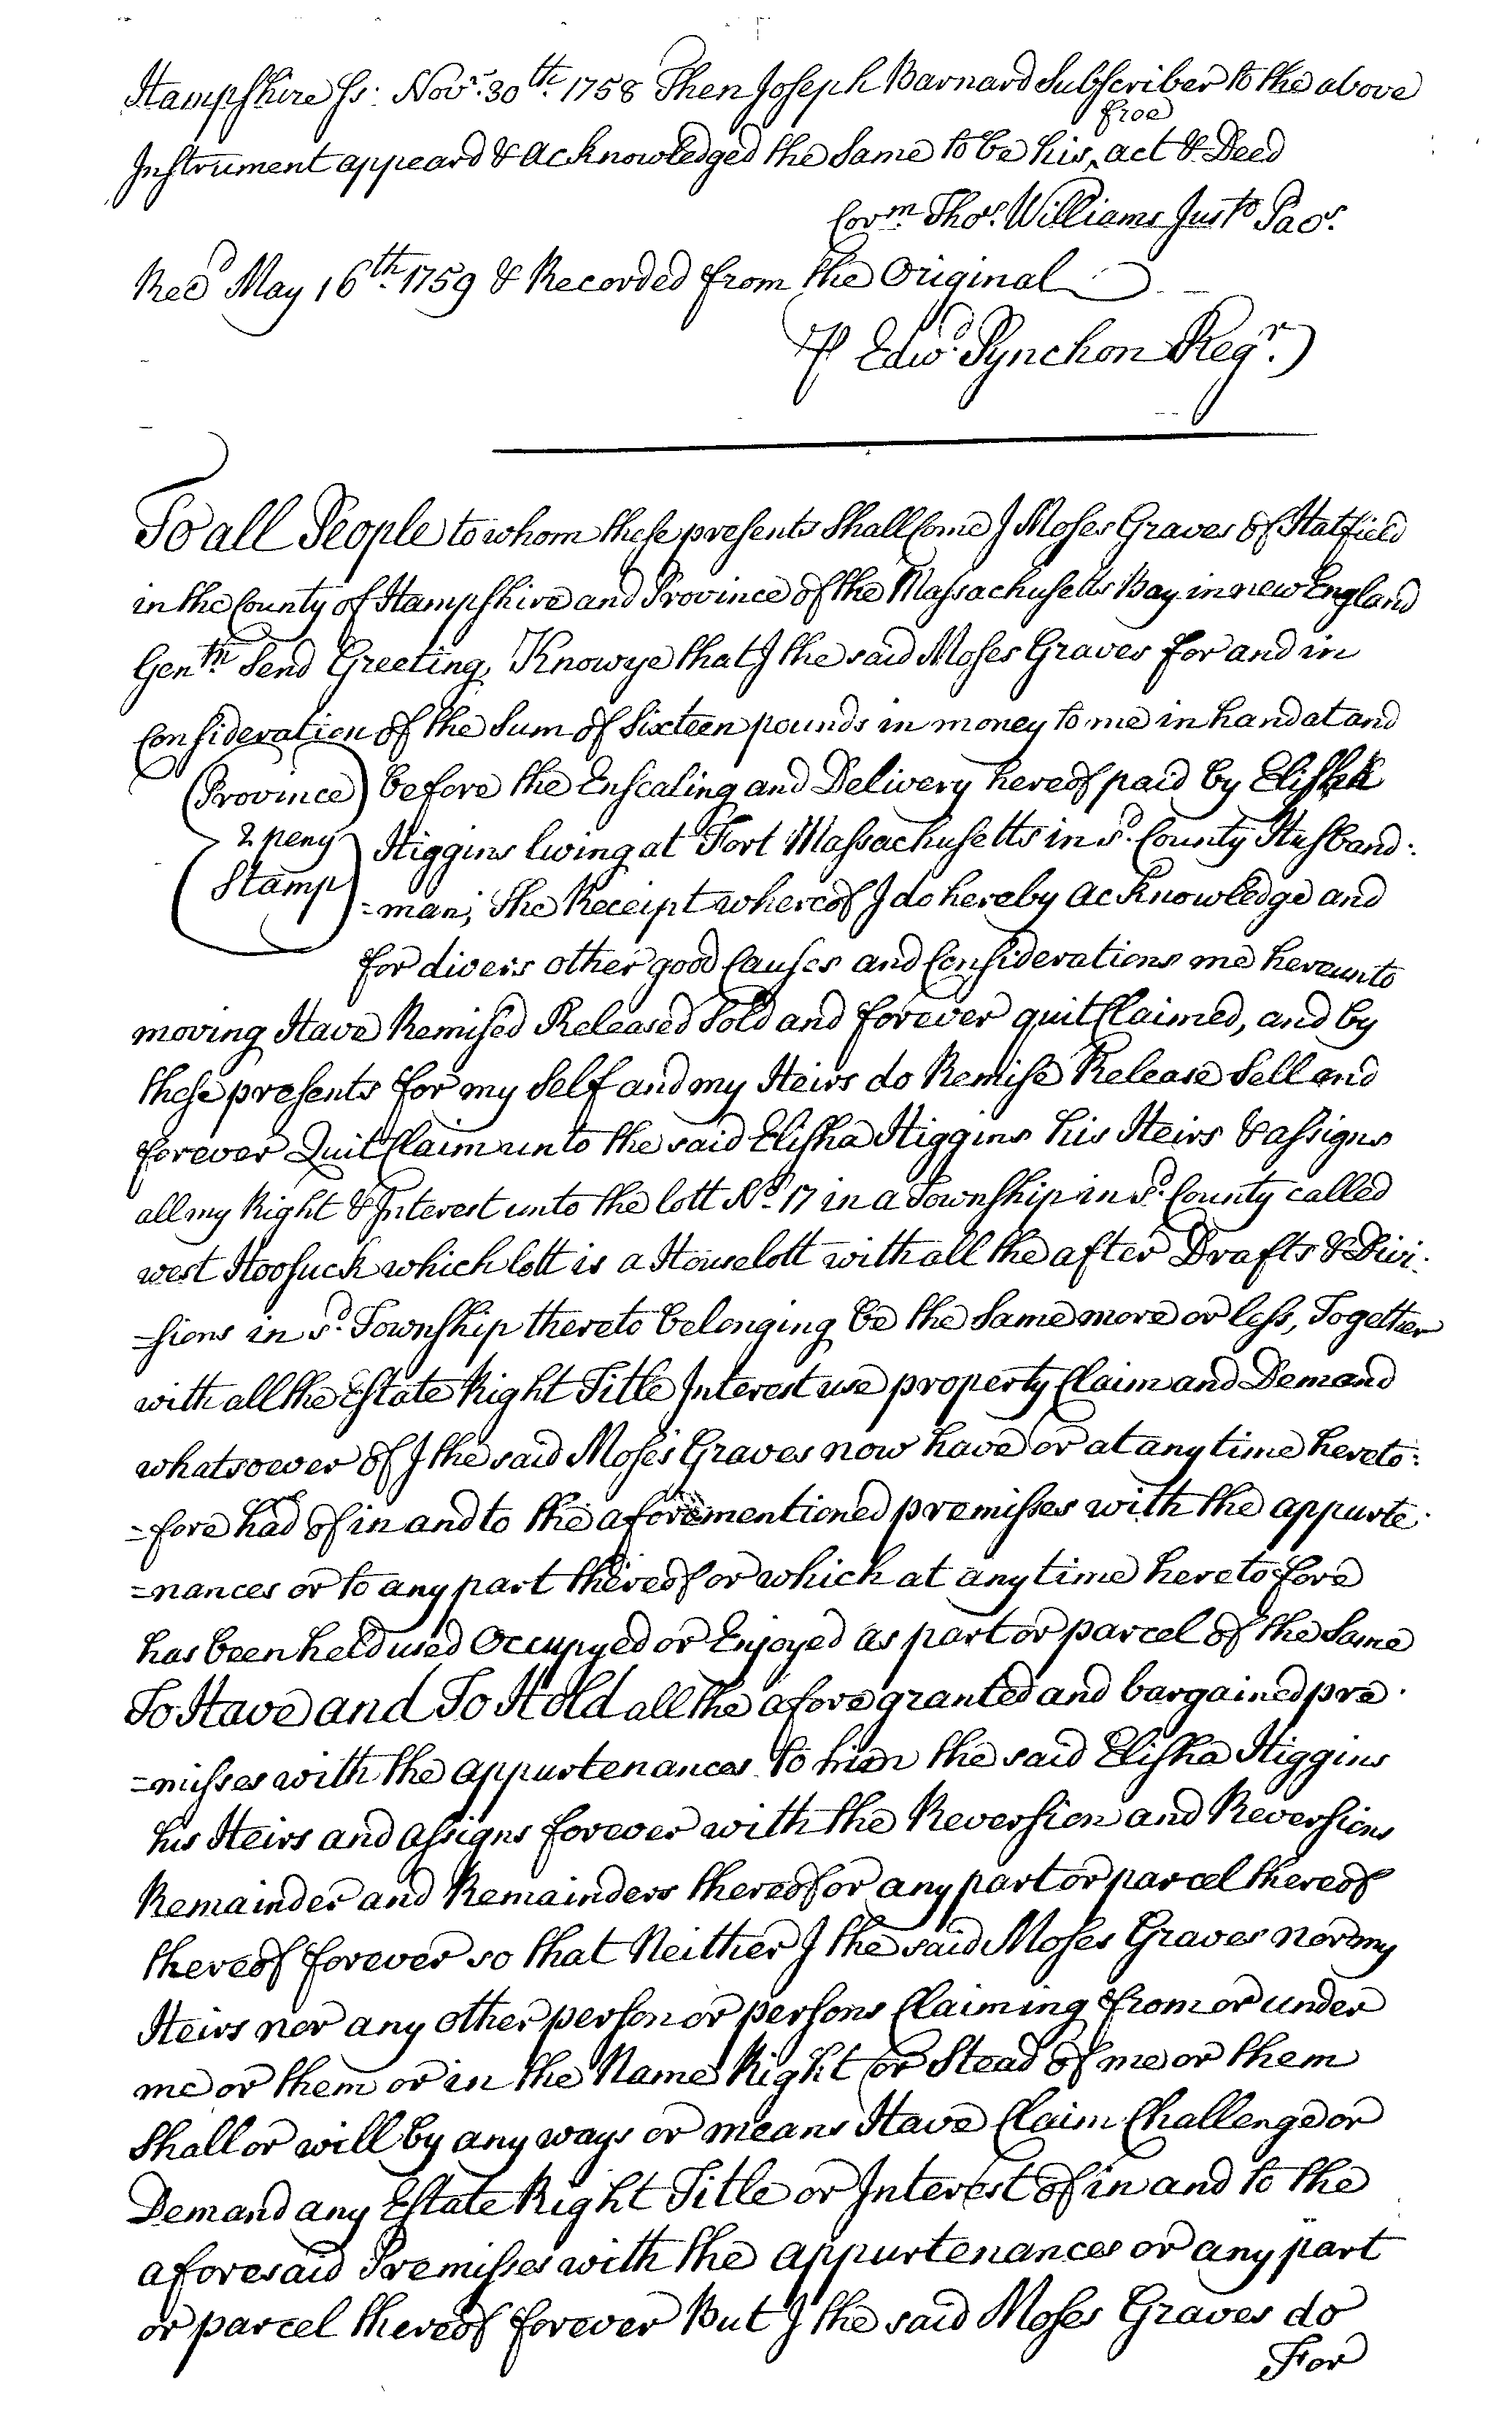 Hampshire ss: Novr. 30th. 1758 Then Joseph Barnard Subscriber to the above
free
Instrument appeard & acknowledged the Same to be his ^ act & Deed
Corm. Thos. Williams Justo Pacs.
Recd May 16th. 1759 & Recorded from the Original
P Edwd. Pynchon Regr.
To all People to whom these presents Shall Come I Moses Graves of Hatfield
in the County of Hampshire and Province of the Massachusetts Bay in new England
Gentn Send Greeting, Know ye that I the said Moses Graves for and in
Consideration of the Sum of Sixteen pounds in money to me in hand at and
(Province) before the Ensealing and Delivery hereof paid by Elisha
2 peny Higgins living at Fort Massachusetts in sd. County Husband-
Stamp =man; The Receipt whereof I do hereby acknowledge and
for divers other good Causes and Considerations me hereunto
moving Have Remised Released Sold and forever quit Claimed, and by
these presents for my Self and my Heirs do Remise Release Sell and
forever Quit Claim unto the said Elisha Higgins his Heirs & assigns
all my Right & Interest unto the lott No. 17 in a Township in sd. County called
west Hoosuck which lott is a Houselott with all the after Drafts & Divi-
=sions in sd. Township thereto belonging be the Same more or less, Together
with all the Estate Right Title Interest use property Claim and Demand
whatsoever of I the said Moses Graves now have or at any time hereto=
=fore had of in and to the aforementioned premisses with the appurte-
=nances or to any part thereof or which at any time heretofore
has been held used Occupyed or Enjoyed as part or parcel of the Same
To Have and To Hold all the afore granted and bargained pre-
=misses with the appurtenances to him the said Elisha Higgins
his Heirs and assigns forever with the Reversion and Reversions
Remainder and Remainders thereof or any part or parcel thereof
thereof forever so that Neither I the said Moses Graves nor my
Heirs nor any other person or persons Claiming from or under
me or them or in the Name Right or Stead of me or them
Shall or will by any ways or means Have Claim Challenge or
Demand any Estate Right Title or Interest of in and to the
aforesaid Premisses with the appurtenances or any part
or parcel thereof forever But I the said Moses Graves do
For